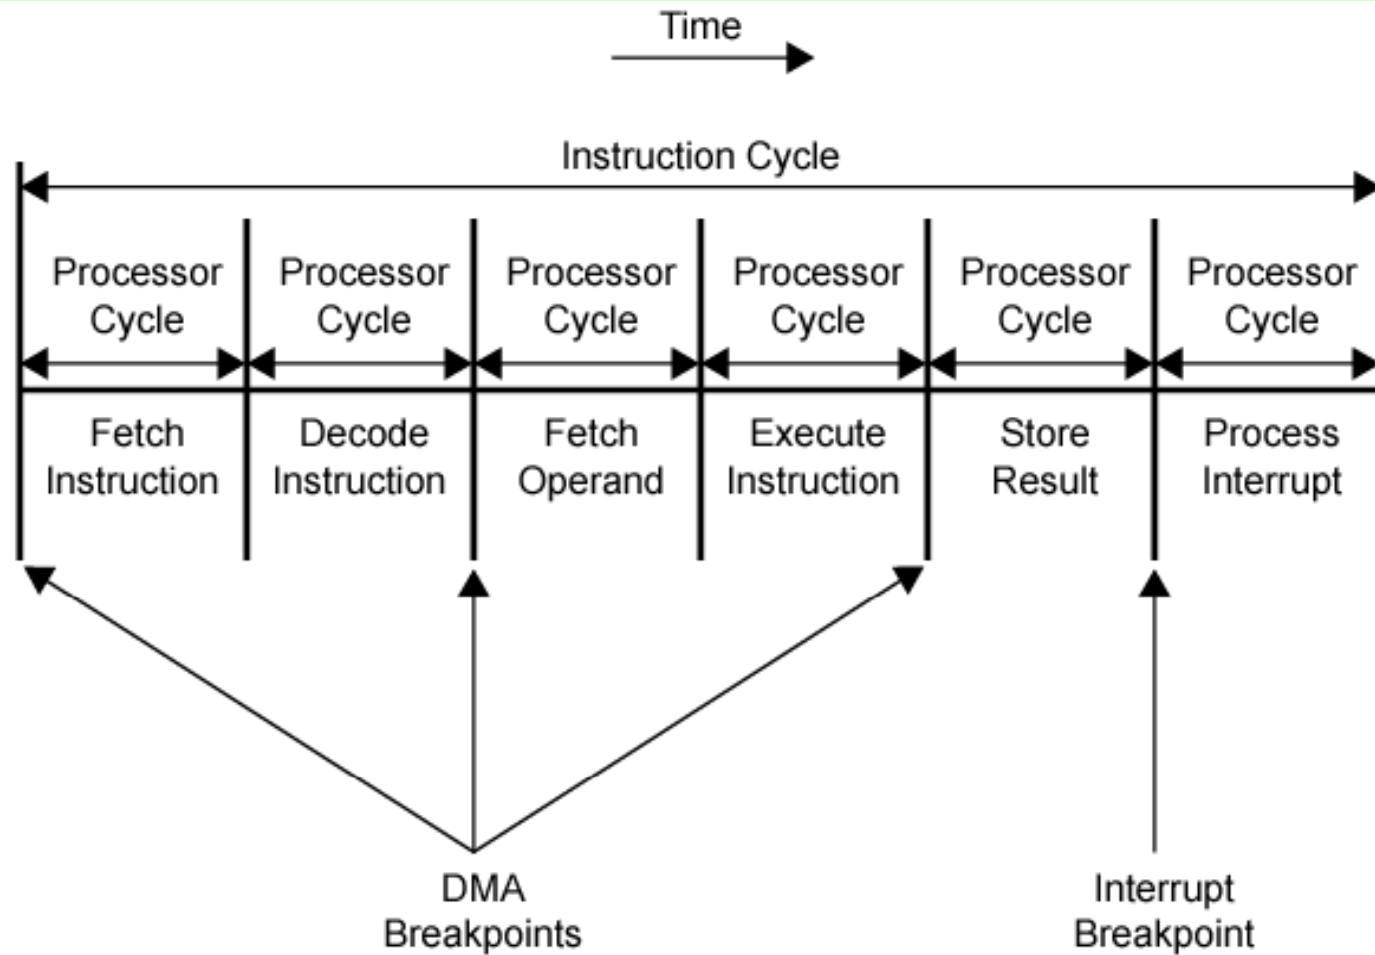 Time
Instruction Cycle
Processor Processor Processor Processor Processor Processor
Cycle Cycle Cycle Cycle Cycle Cycle
Fetch Decode Fetch Execute Store Process
Instruction Instruction Operand Instruction Result Interrupt
DMA Interrupt
Breakpoints Breakpoint